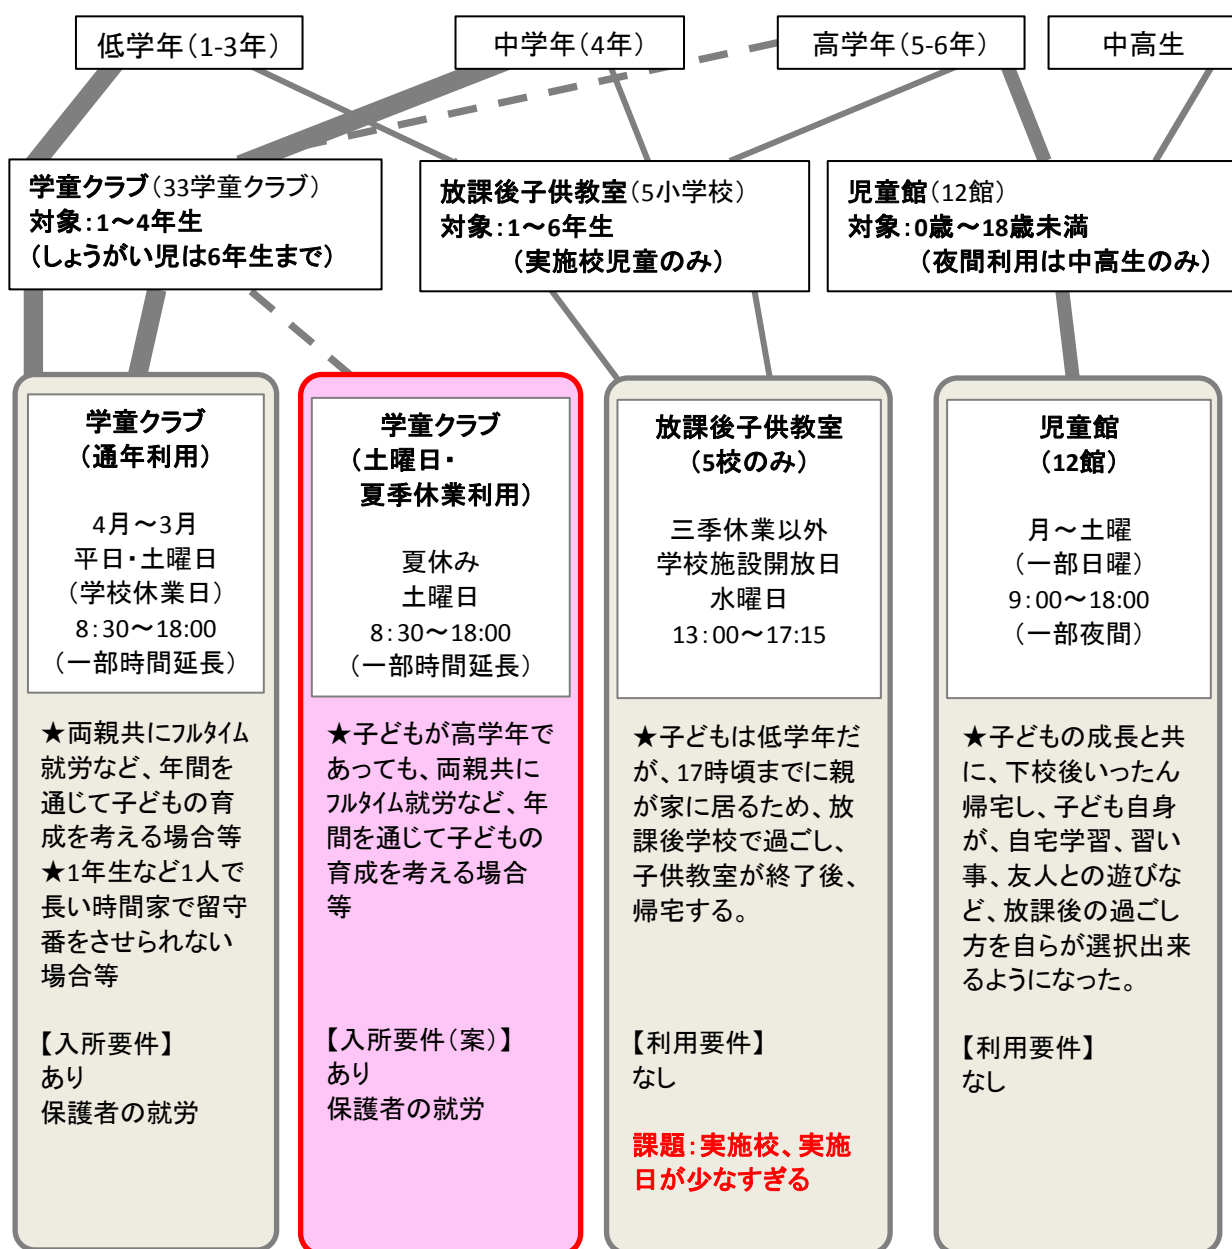 低学年(1-3年)
中学年(4年)
高学年(5-6年)
中高生
学童クラブ(33学童クラブ)
対象:1～4年生
(しょうがい児は6年生まで)
放課後子供教室(5小学校)
対象:1～6年生
(実施校児童のみ)
児童館(12館)
対象:0歳～18歳未満
(夜間利用は中高生のみ)
学童クラブ
(通年利用)
4月～3月
平日・土曜日
(学校休業日)
8:30～18:00
(一部時間延長)
★両親共にフルタイム
就労など、年間を
通じて子どもの育
成を考える場合等
★1年生など1人で
長い時間家で留守
番をさせられない
場合等
【入所要件】
あり
保護者の就労
学童クラブ
(土曜日・
夏季休業利用)
夏休み
土曜日
8:30～18:00
(一部時間延長)
★子どもが高学年で
あっても、両親共に
フルタイム就労など、年
間を通じて子どもの
育成を考える場合
等
【入所要件(案)】
あり
保護者の就労
放課後子供教室
(5校のみ)
三季休業以外
学校施設開放日
水曜日
13:00～17:15
★子どもは低学年だ
が、17時頃までに親
が家に居るため、放
課後学校で過ごし、
子供教室が終了後、
帰宅する。
【利用要件】
なし
課題:実施校、実施
日が少なすぎる
児童館
(12館)
月～土曜
(一部日曜)
9:00～18:00
(一部夜間)
★子どもの成長と共
に、下校後いったん
帰宅し、子ども自身
が、自宅学習、習い
事、友人との遊びな
ど、放課後の過ごし
方を自らが選択出来
るようになった。
【利用要件】
なし